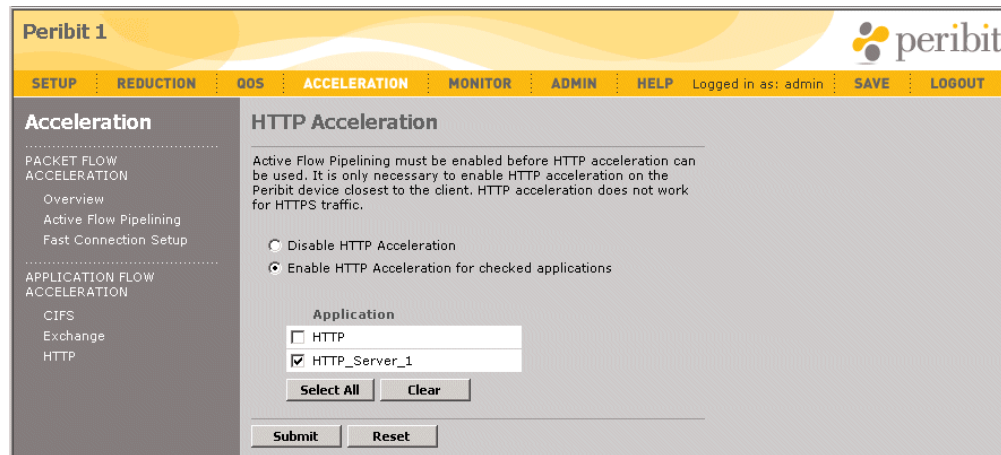 Peribit 1
peribit
SETUP REDUCTION QOS ACCELERATION MONITOR ADMIN HELP Logged in as: admin SAVE LOGOUT
Acceleration
PACKET FLOW
ACCELERATION
Overview
Active Flow Pipelining
Fast Connection Setup
APPLICATION FLOW
ACCELERATION
CIFS
Exchange
HTTP
HTTP Acceleration
Active Flow Pipelining must be enabled before HTTP acceleration can
be used. It is only necessary to enable HTTP acceleration on the
Peribit device closest to the client. HTTP acceleration does not work
for HTTPS traffic.
Disable HTTP Acceleration
Enable HTTP Acceleration for checked applications
Application
HTTP
HTTP_Server_1
Select All Clear
Submit Reset